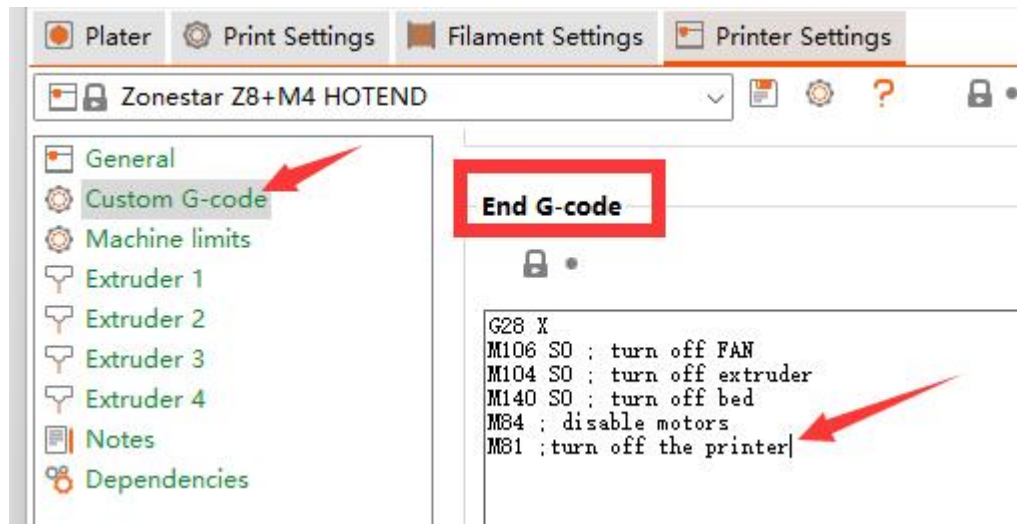 Plater Print Settings Filament Settings Printer Settings
Zonestar Z8+M4 HOTEND
?
General
Custom G-code
Machine limits
Extruder 1
Extruder 2
Extruder 3
Extruder 4
Notes
Dependencies
End G-code
G28 X
M106 S0 ; turn off FAN
M104 S0 ; turn off extruder
M140 S0 ; turn off bed
M84 ; disable motors
M81 ;turn off the printer